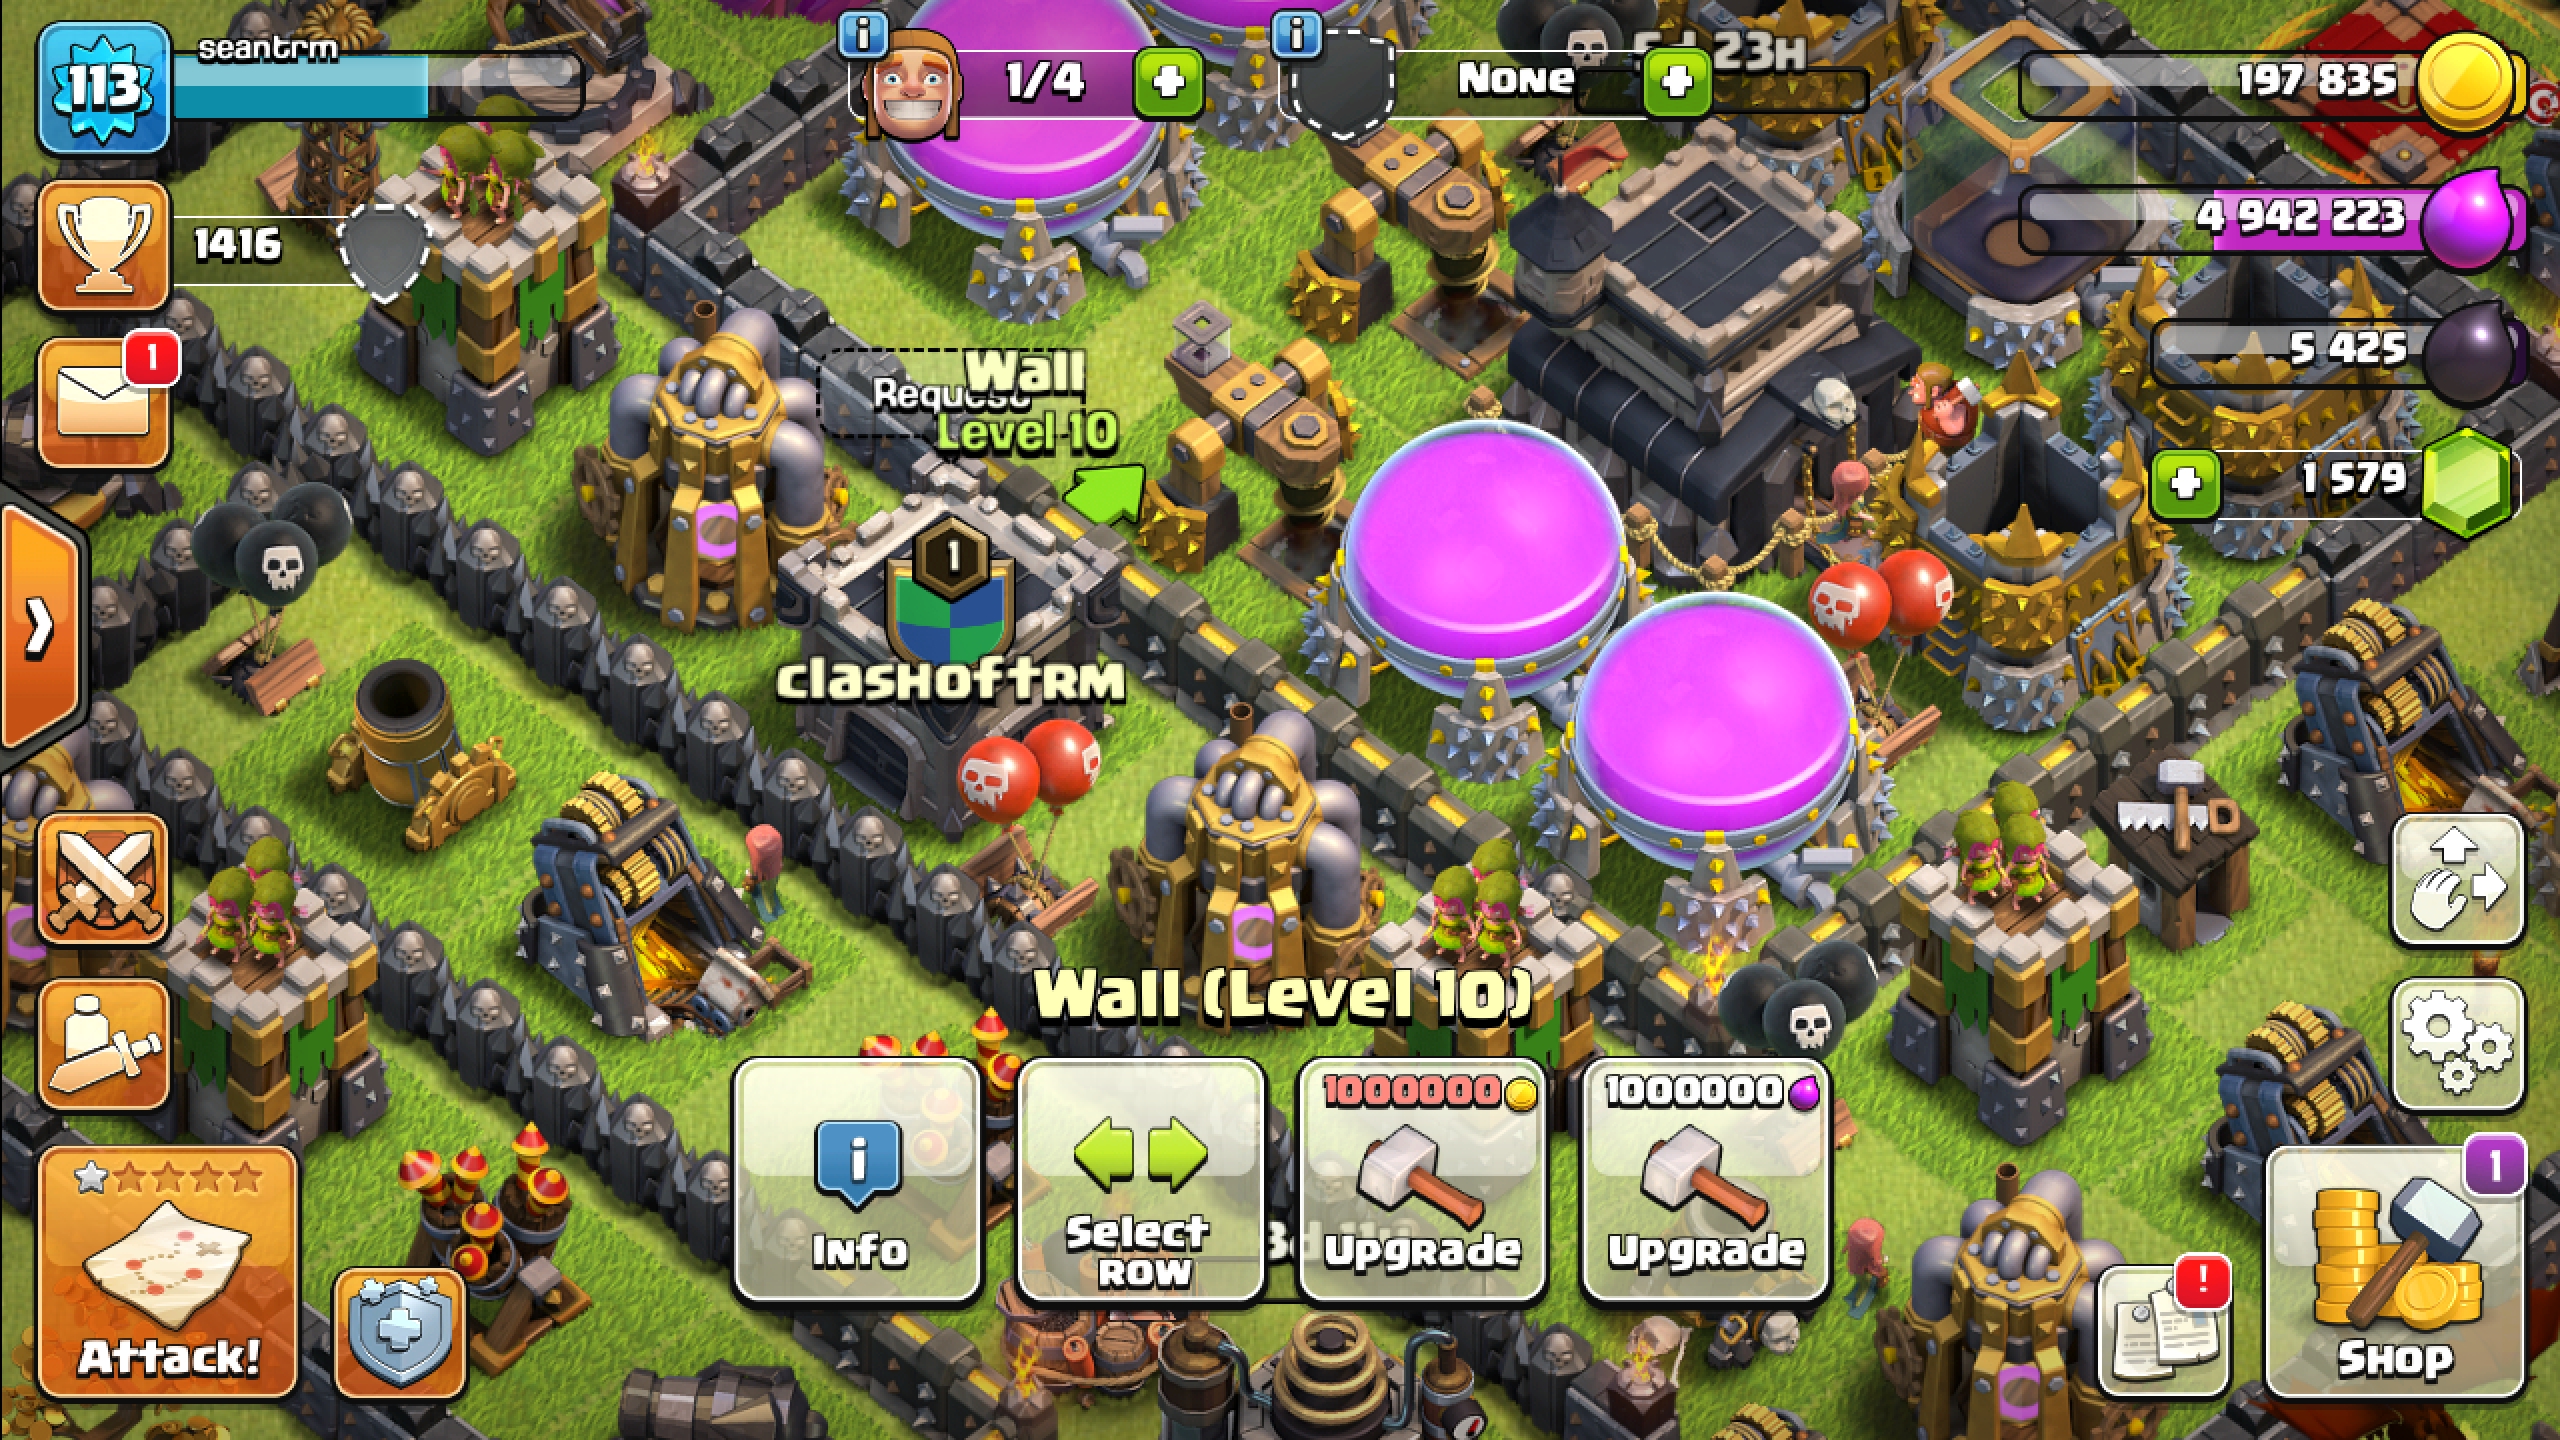 seantrm
113
1/4
None
23H
197 835
1416
4 942 223
1
5 425
Wall
Level 10
1 579
1
clashoftrm
Wall (Level 10)
1000000
1000000
Info
Select
Row
Upgrade
Upgrade
1
Attack!
!
Shop